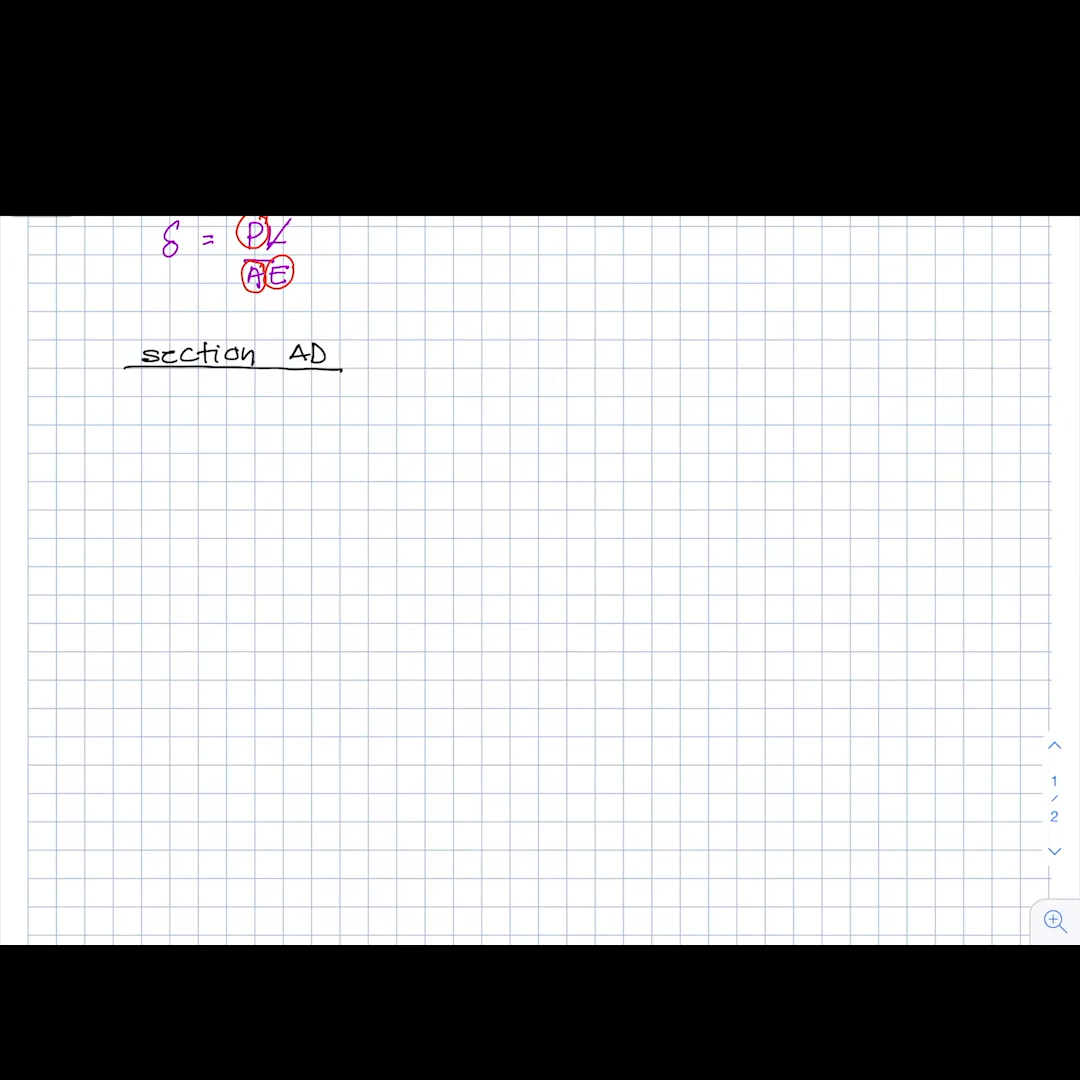 δ = PL
AE
section AD
1
/
2